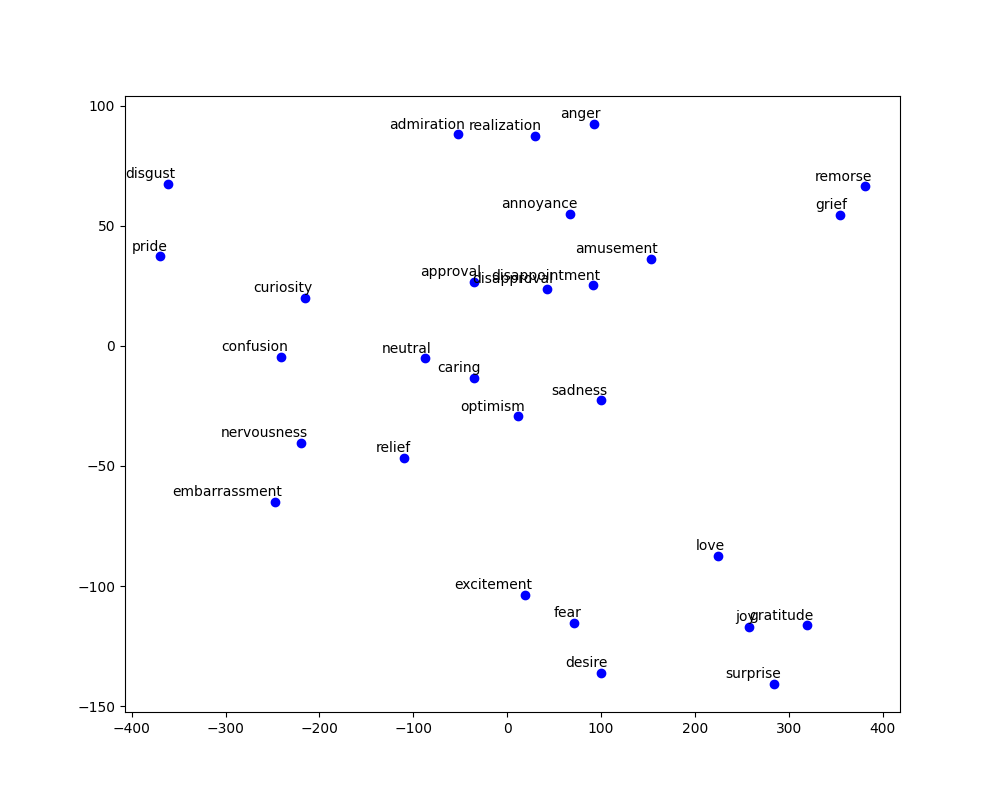 100
anger
admiration
realization
disgust
remorse
annoyance
grief
50
pride
amusement
approval
disapproval
disappointment
curiosity
0
confusion
neutral
caring
sadness
optimism
nervousness
relief
−50
embarrassment
love
excitement
−100
fear
joy
gratitude
desire
surprise
−150
−400
−300
−200
−100
0
100
200
300
400